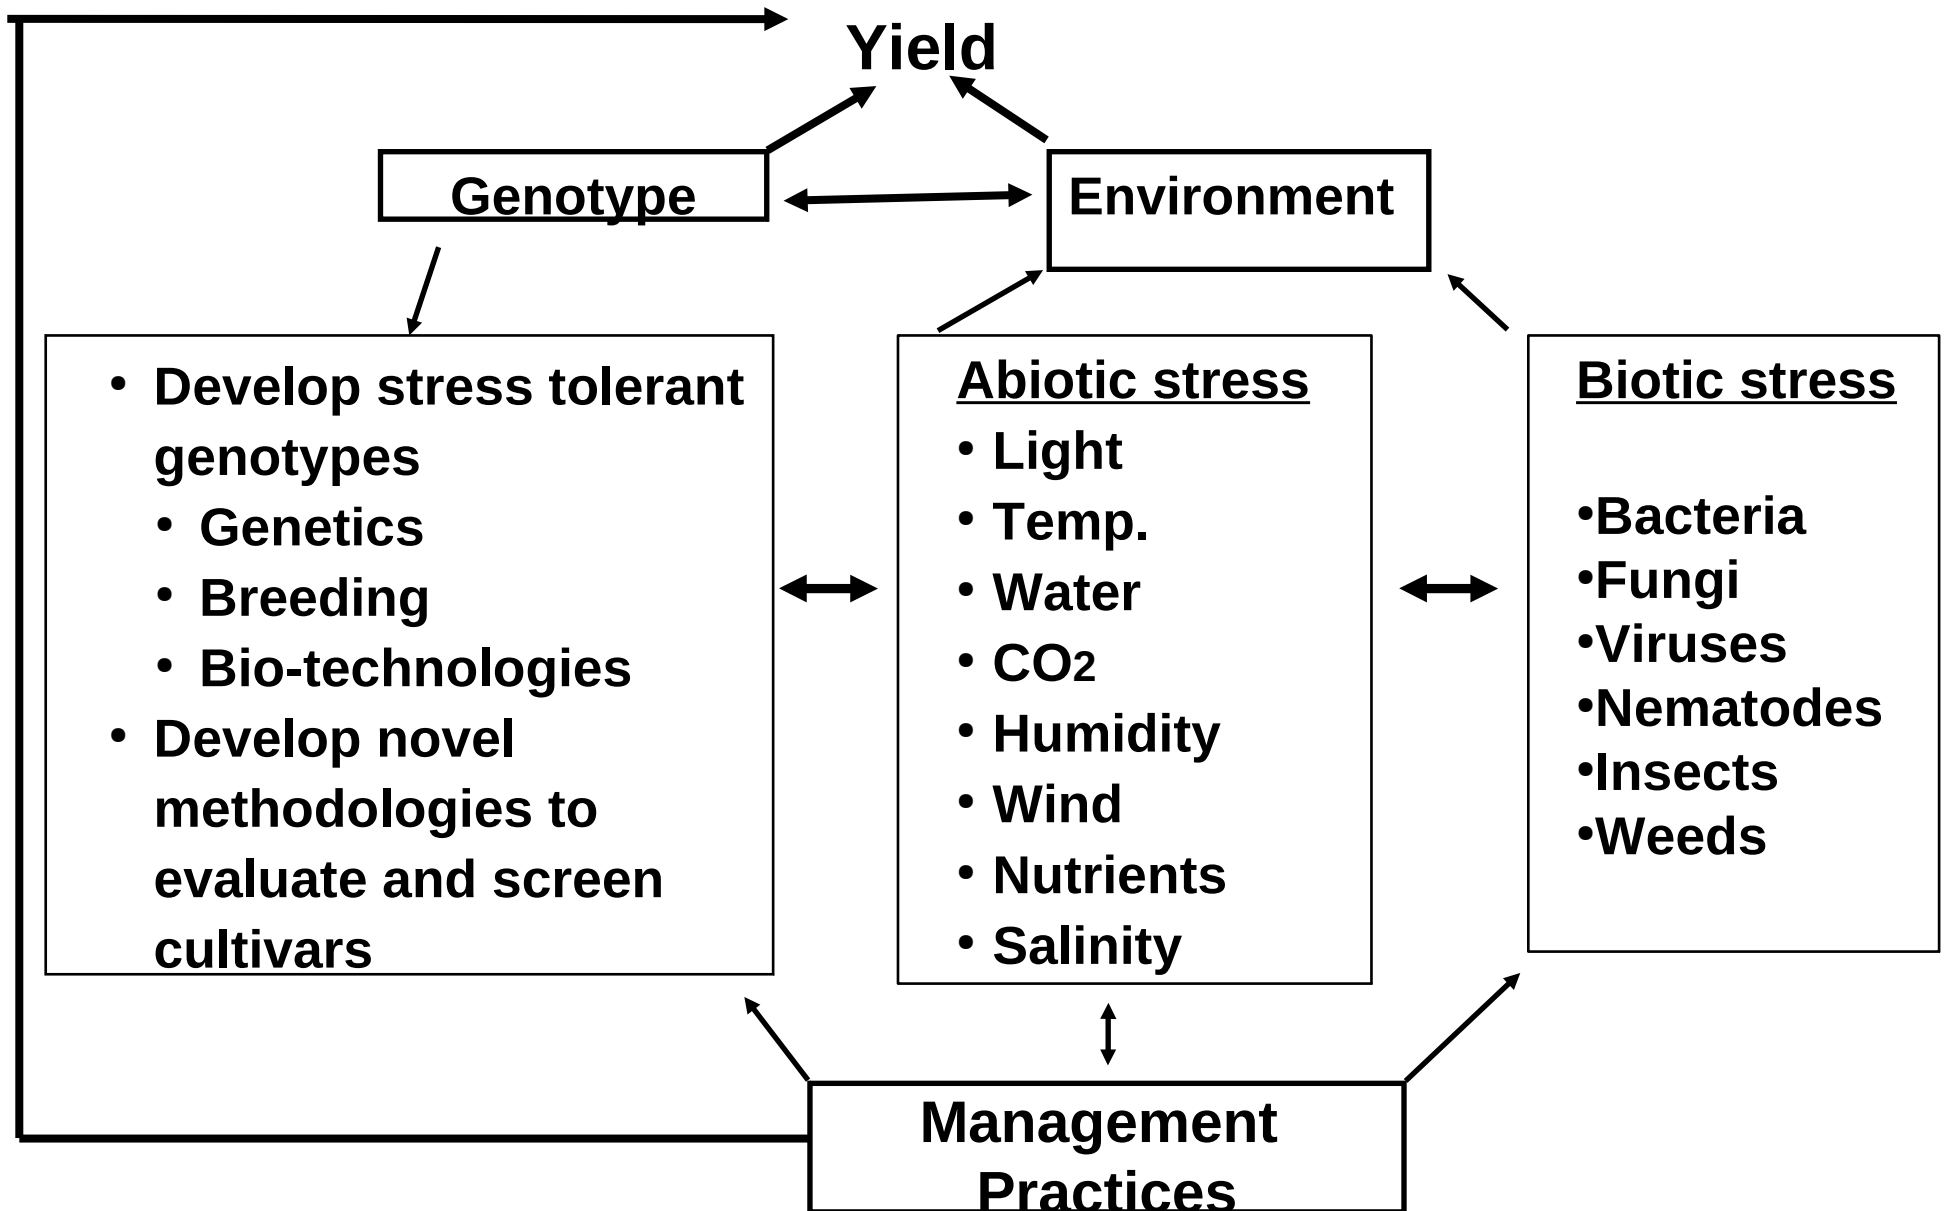 Yield
Genotype
Environment
• Develop stress tolerant
genotypes
• Genetics
• Breeding
• Bio-technologies
• Develop novel
methodologies to
evaluate and screen
cultivars
Abiotic stress
• Light
• Temp.
• Water
• CO2
• Humidity
• Wind
• Nutrients
• Salinity
Biotic stress
•Bacteria
•Fungi
•Viruses
•Nematodes
•Insects
•Weeds
Management
Practices